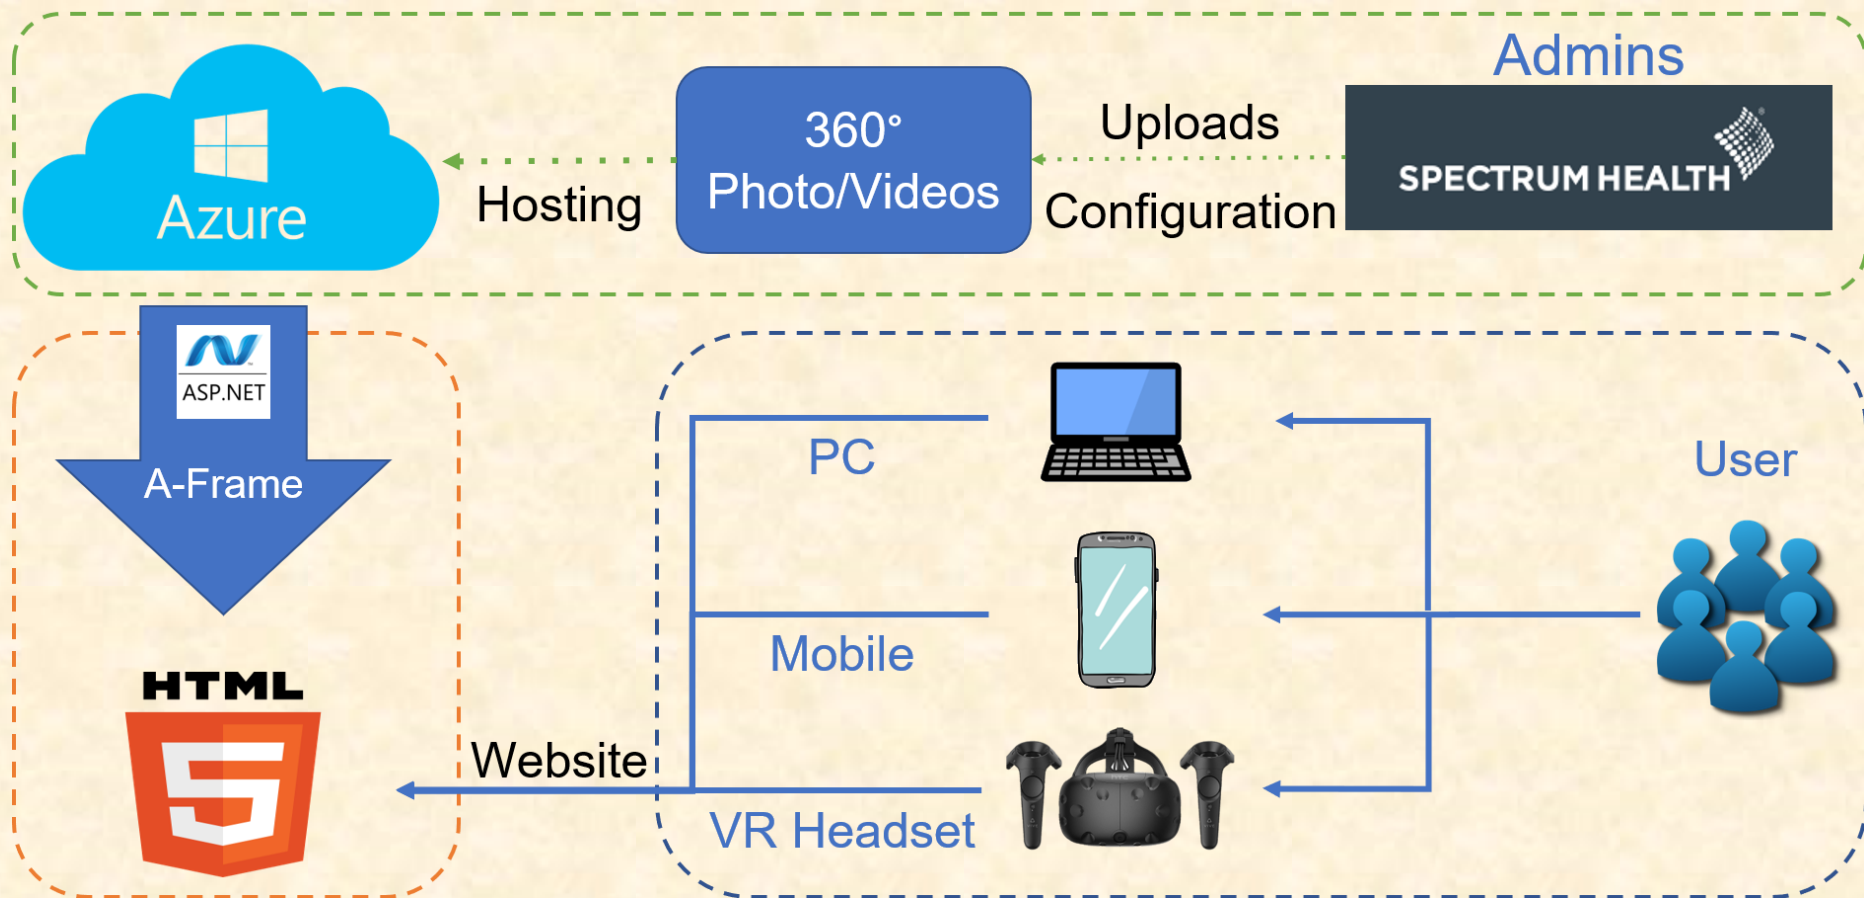 Admins
Azure
Hosting
360°
Photo/Videos
Uploads
Configuration
SPECTRUM HEALTH
ASP.NET
A-Frame
HTML
5
Website
PC
Mobile
VR Headset
User